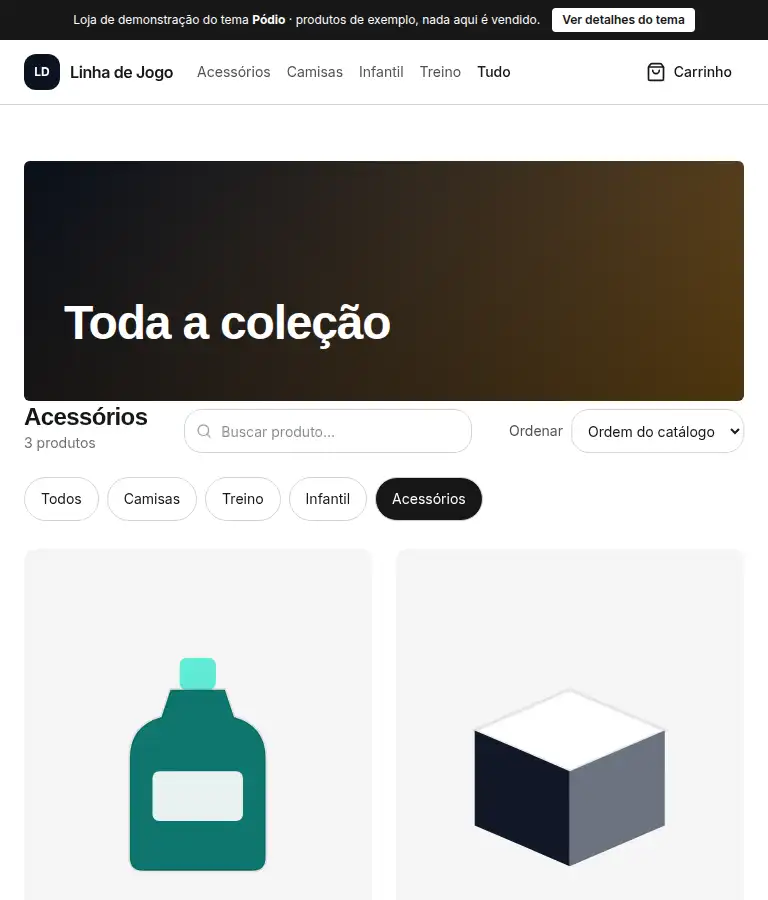 Loja de demonstração do tema Pódio · produtos de exemplo, nada aqui é vendido. Ver detalhes do tema
LD Linha de Jogo Acessórios Camisas Infantil Treino Tudo Carrinho
Toda a coleção
Acessórios
3 produtos
Buscar produto...
Ordenar Ordem do catálogo
Todos Camisas Treino Infantil Acessórios